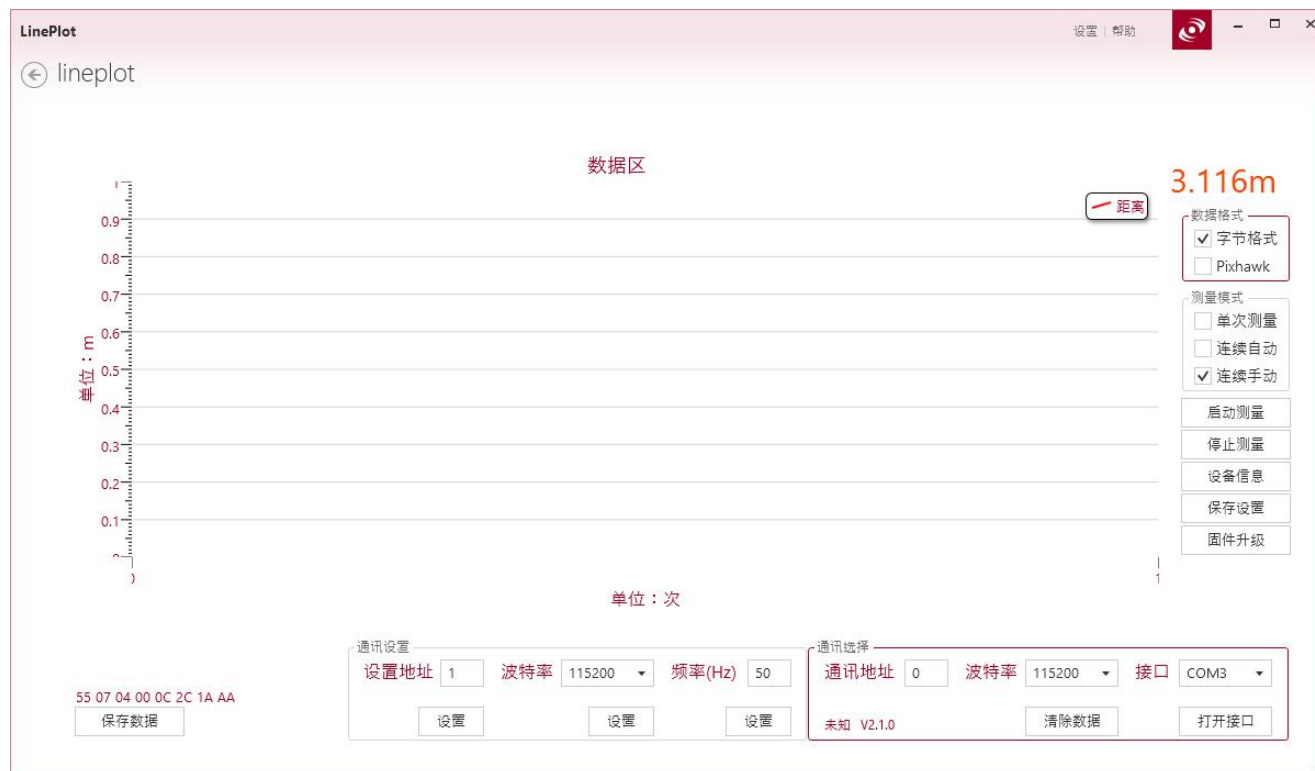 LinePlot
设置 | 帮助
lineplot
数据区
3.116m
距离
数据格式
字节格式
Pixhawk
测量模式
单次测量
连续自动
连续手动
启动测量
停止测量
设备信息
保存设置
固件升级
单位：m
1
0.9
0.8
0.7
0.6
0.5
0.4
0.3
0.2
0.1
0
0
1
单位：次
通讯设置
设置地址 1 波特率 115200 频率(Hz) 50
设置 设置 设置
通讯选择
通讯地址 0 波特率 115200 接口 COM3
未知 V2.1.0 清除数据 打开接口
55 07 04 00 0C 2C 1A AA
保存数据